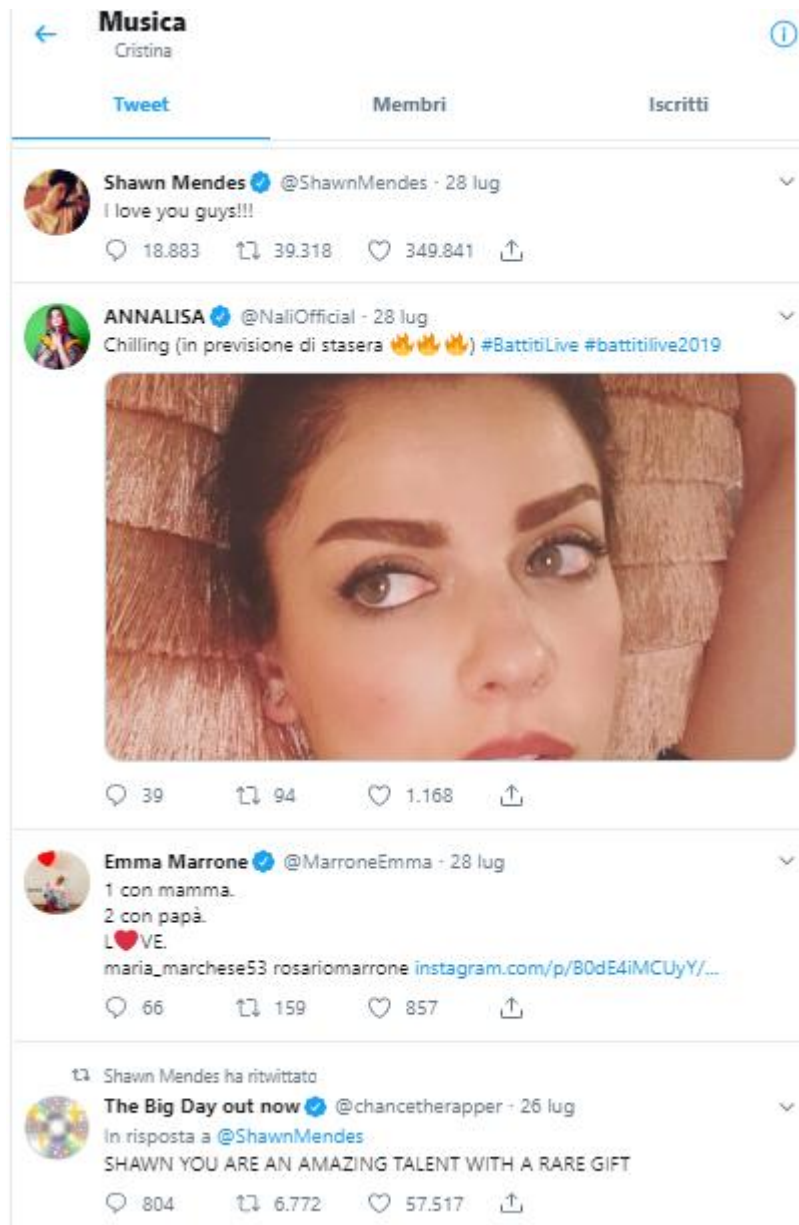 Musica
Cristina
Tweet Membri Iscritti
Shawn Mendes @ShawnMendes · 28 lug
I love you guys!!!
18.883 39.318 349.841
ANNALISA @NaliOfficial · 28 lug
Chilling (in previsione di stasera 🔥🔥🔥) #BattitiLive #battitilive2019
39 94 1.168
Emma Marrone @MarroneEmma · 28 lug
1 con mamma.
2 con papà.
L❤️VE.
maria_marchese53 rosariomarrone instagram.com/p/B0dE4iMCUyY/...
66 159 857
Shawn Mendes ha ritwittato
The Big Day out now @chancetherapper · 26 lug
In risposta a @ShawnMendes
SHAWN YOU ARE AN AMAZING TALENT WITH A RARE GIFT
804 6.772 57.517